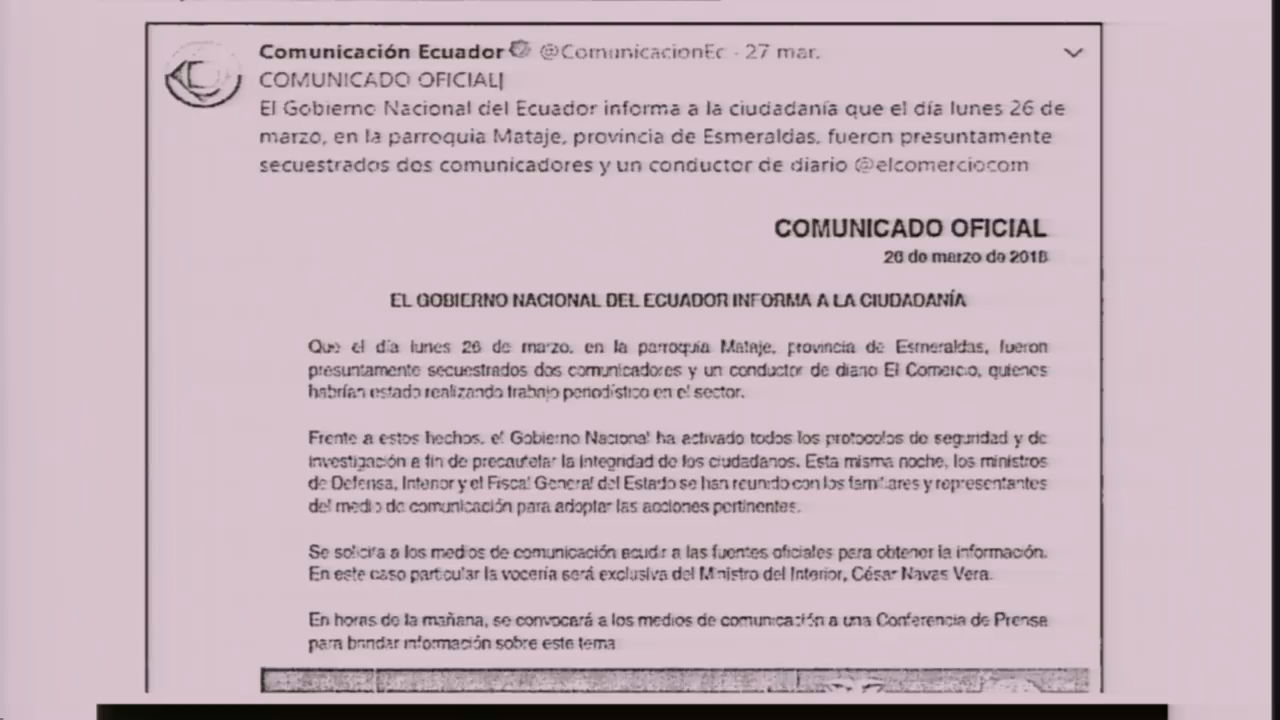 Comunicación Ecuador @ComunicacionEc · 27 mar.
COMUNICADO OFICIAL|
El Gobierno Nacional del Ecuador informa a la ciudadanía que el día lunes 26 de
marzo, en la parroquia Mataje, provincia de Esmeraldas, fueron presuntamente
secuestrados dos comunicadores y un conductor de diario @elcomerciocom
COMUNICADO OFICIAL
26 de marzo de 2018
EL GOBIERNO NACIONAL DEL ECUADOR INFORMA A LA CIUDADANÍA
Que el día lunes 26 de marzo, en la parroquia Mataje, provincia de Esmeraldas, fueron
presuntamente secuestrados dos comunicadores y un conductor de diario El Comercio, quienes
habrían estado realizando trabajo periodístico en el sector.
Frente a estos hechos, el Gobierno Nacional ha activado todos los protocolos de seguridad y de
investigación a fin de precautelar la integridad de los ciudadanos. Esta misma noche, los ministros
de Defensa, Interior y el Fiscal General del Estado se han reunido con los familiares y representantes
del medio de comunicación para adoptar las acciones pertinentes.
Se solicita a los medios de comunicación acudir a las fuentes oficiales para obtener la información.
En este caso particular la vocería será exclusiva del Ministro del Interior, César Navas Vera.
En horas de la mañana, se convocará a los medios de comunicación a una Conferencia de Prensa
para brindar información sobre este tema